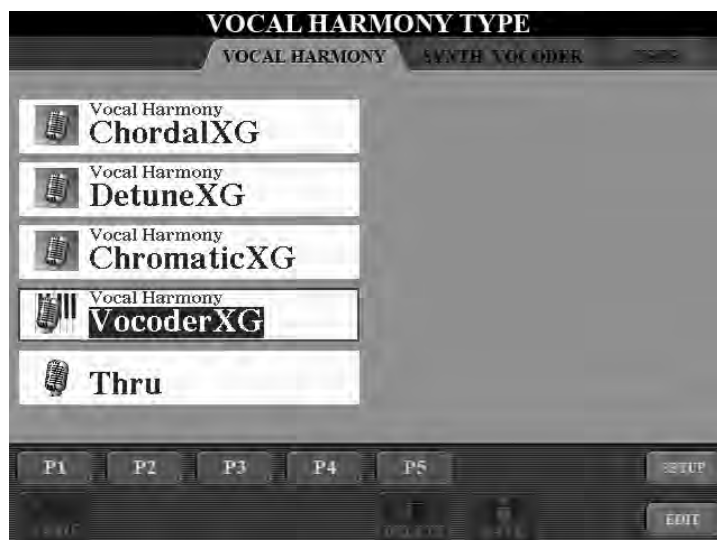 VOCAL HARMONY TYPE
VOCAL HARMONY SYNTH VOCODER
Vocal Harmony
ChordalXG
Vocal Harmony
DetuneXG
Vocal Harmony
ChromaticXG
Vocal Harmony
VocoderXG
Thru
P1 P2 P3 P4 P5 SETUP
DELETE EDIT